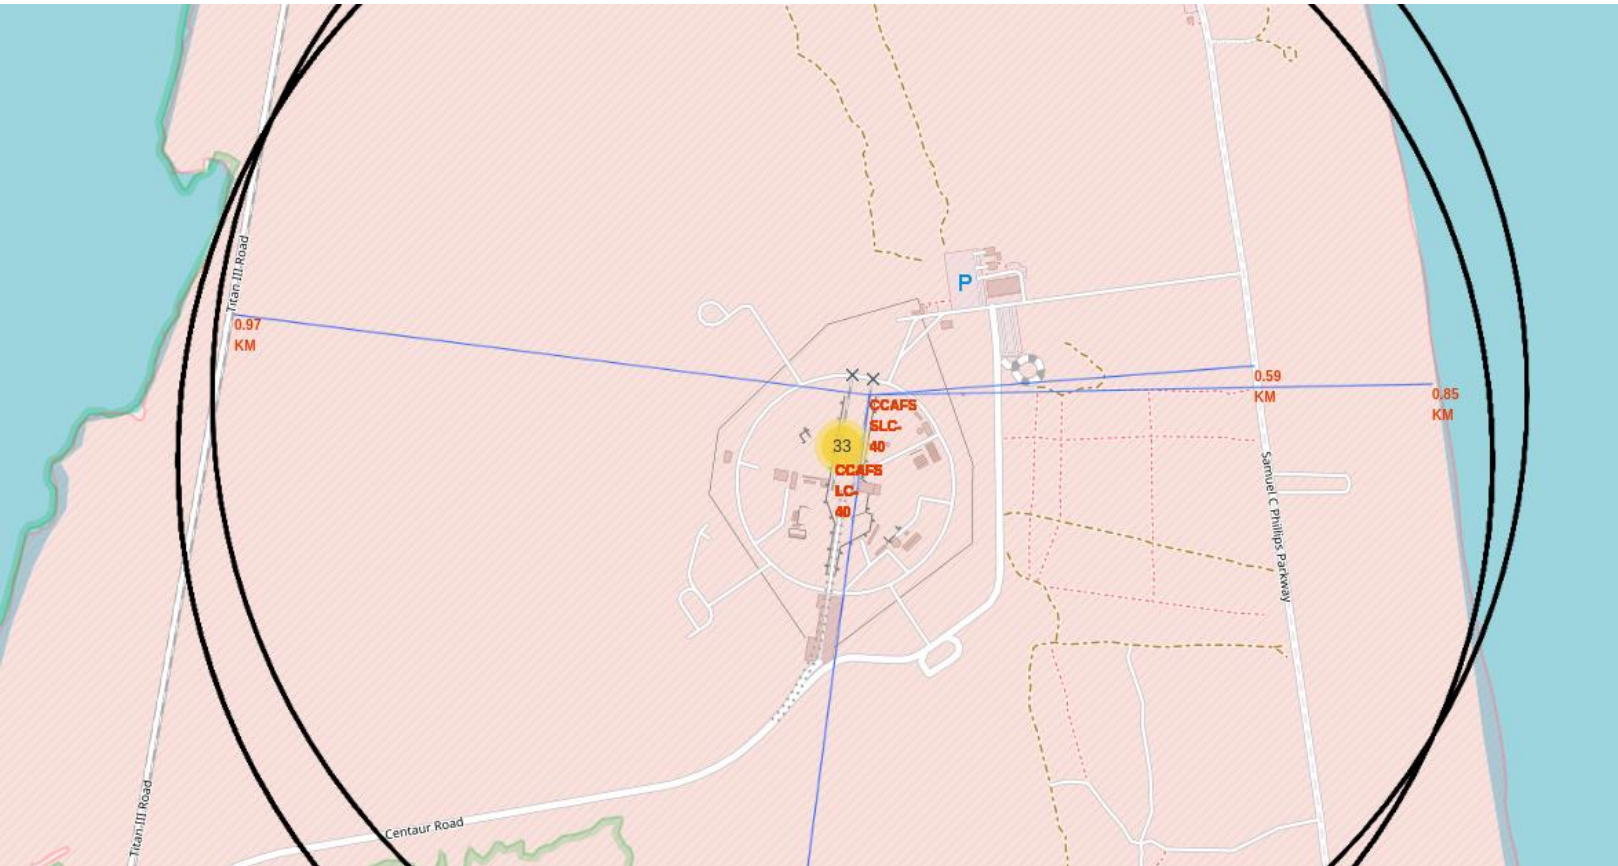 Titan III Road
P
0.97
KM
0.59
KM
0.85
KM
CCAFS
SLC-
40
33
CCAFS
LC-
40
Samuel C Phillips Parkway
Titan III Road
Centaur Road